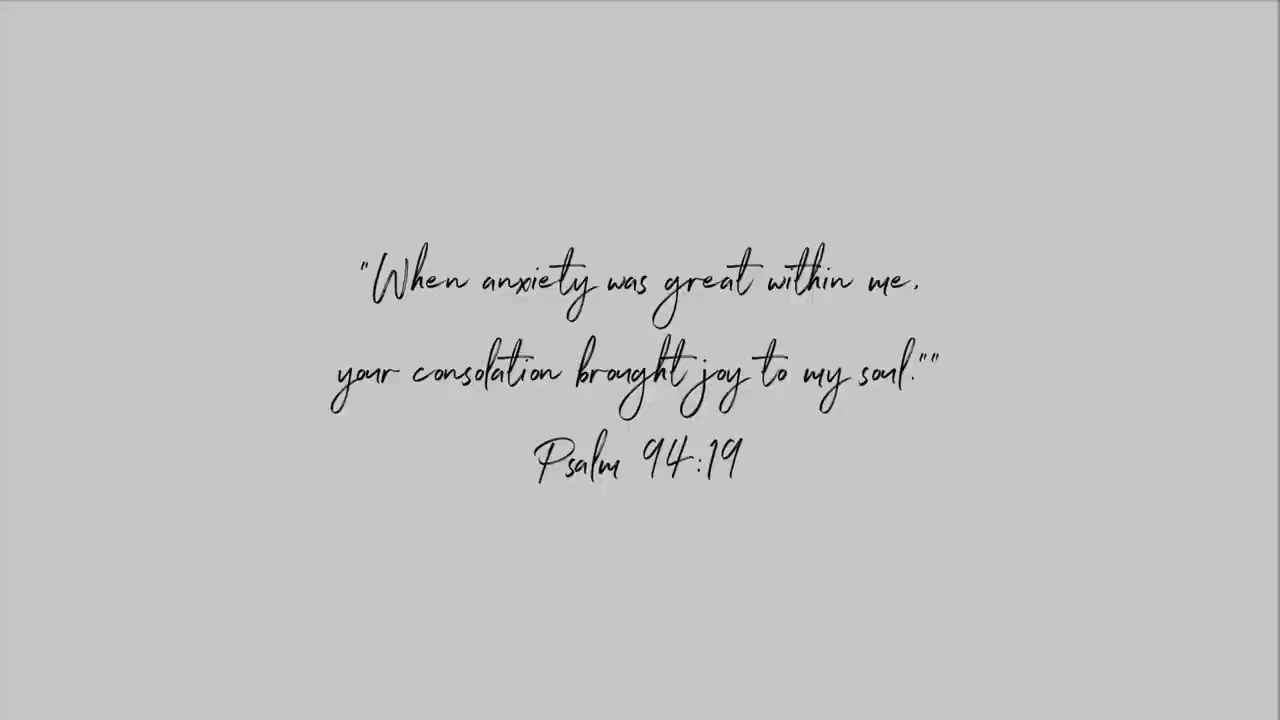 "When anxiety was great within me,
your consolation brought joy to my soul.""
Psalm 94:19